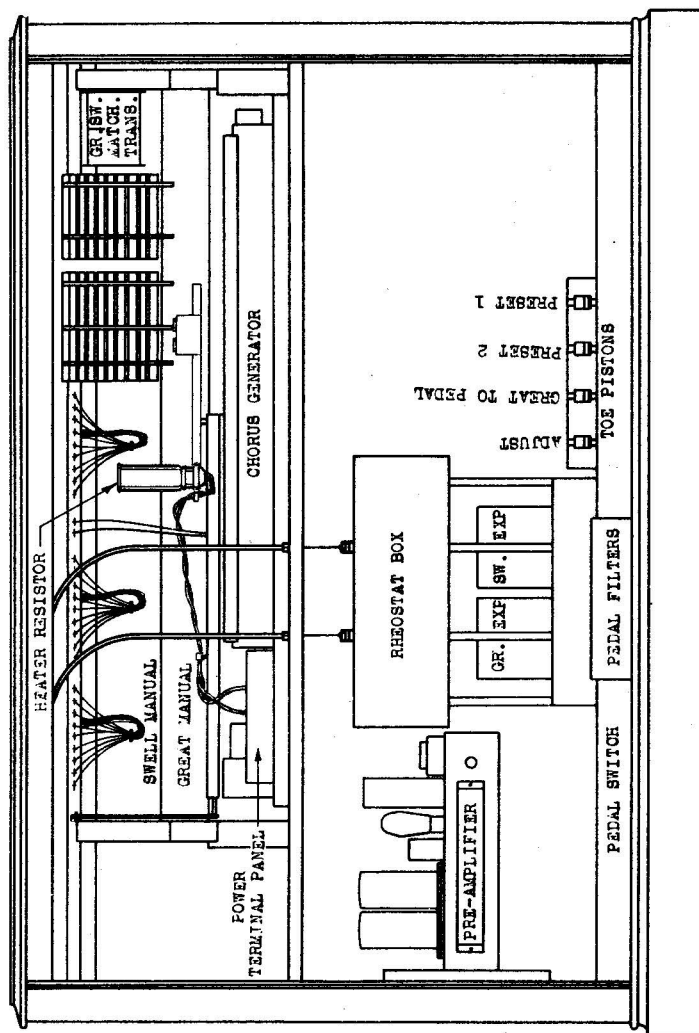 HEATER RESISTOR
GR.SW.
MATCH.
TRANS.
SWELL MANUAL
GREAT MANUAL
CHORUS GENERATOR
POWER
TERMINAL PANEL
RHEOSTAT BOX
PRE-AMPLIFIER
GR. EXP
SW. EXP
ADJUST
GREAT TO PEDAL
PRESET 2
PRESET 1
TOE PISTONS
PEDAL SWITCH
PEDAL FILTERS